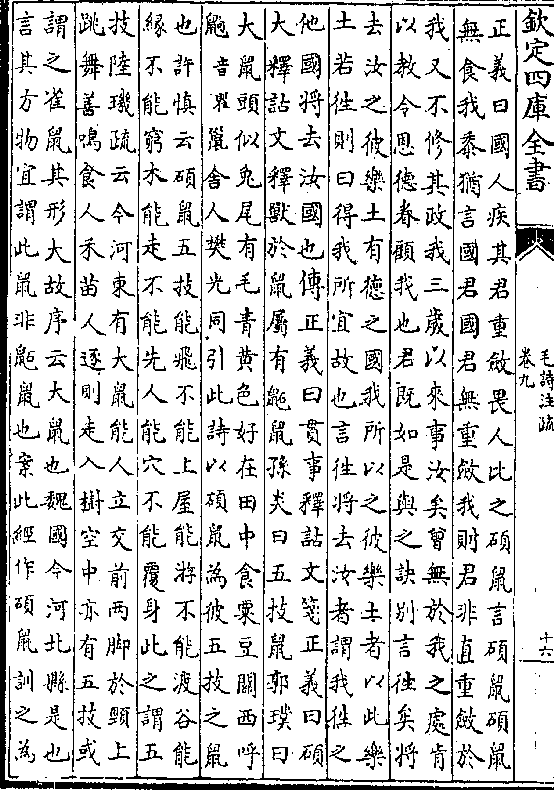 欽定四庫全書
毛詩注疏
卷九
十六
正義曰國人疾其君重斂畏人比之碩鼠言碩鼠碩鼠
無食我黍猶言國君國君無重斂我則君非直重斂於
我又不修其政我三歲以來事汝矣曾無於我之處肯
以教令恩德眷顧我也君既如是與之訣別言往矣將
去汝之彼樂土有德之國我所以之彼樂土者以此樂
土若往則曰得我所宜故也言往將去汝者謂我往之
他國將去汝國也傳正義曰貫事釋詁文箋正義曰碩
大釋詁文釋獸於鼠屬有鼫鼠孫炎曰五技鼠郭璞曰
大鼠頭似兔尾有毛青黄色好在田中食粟豆關西呼
鼩音瞿鼠舍人樊光同引此詩以碩鼠為彼五技之鼠
也許慎云碩鼠五技能飛不能上屋能游不能渡谷能
緣不能窮木能走不能先人能穴不能覆身此之謂五
技陸璣疏云今河東有大鼠能人立交前兩脚於頸上
跳舞善鳴食人禾苗人逐則走入樹空中亦有五技或
謂之雀鼠其形大故序云大鼠也魏國今河北縣是也
言其方物宜謂此鼠非鼫鼠也案此經作碩鼠訓之為